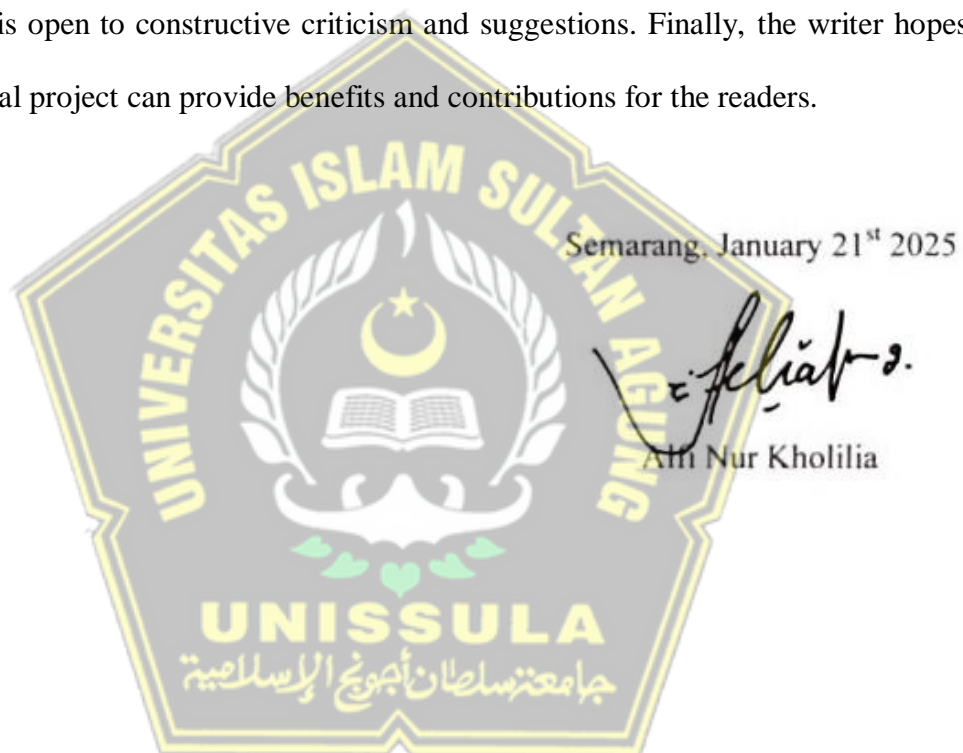 is open to constructive criticism and suggestions. Finally, the writer hopes
al project can provide benefits and contributions for the readers.
UNIVERSITAS ISLAM SULTAN AGUNG
Semarang, January 21st 2025
Alfi Nur Kholilia
UNISSULA
جامعة سلطان أجونج الإسلامية